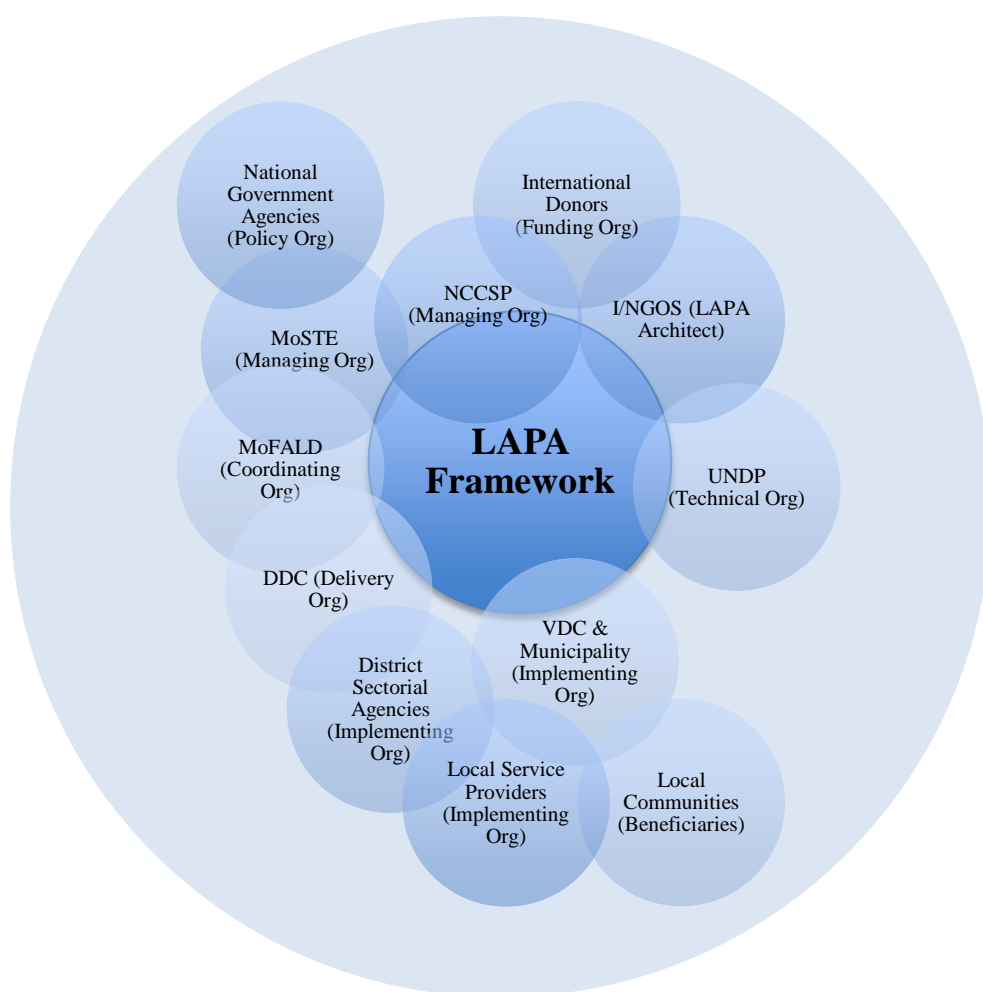 National
Government
Agencies
(Policy Org)
International
Donors
(Funding Org)
NCCSP
(Managing Org)
I/NGOS (LAPA
Architect)
MoSTE
(Managing Org)
LAPA
Framework
MoFALD
(Coordinating
Org)
UNDP
(Technical Org)
DDC (Delivery
Org)
VDC &
Municipality
(Implementing
Org)
District
Sectorial
Agencies
(Implementing
Org)
Local Service
Providers
(Implementing
Org)
Local
Communities
(Beneficiaries)